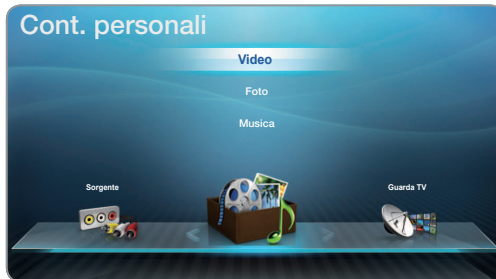 Cont. personali
Video
Foto
Musica
Sorgente
Guarda TV